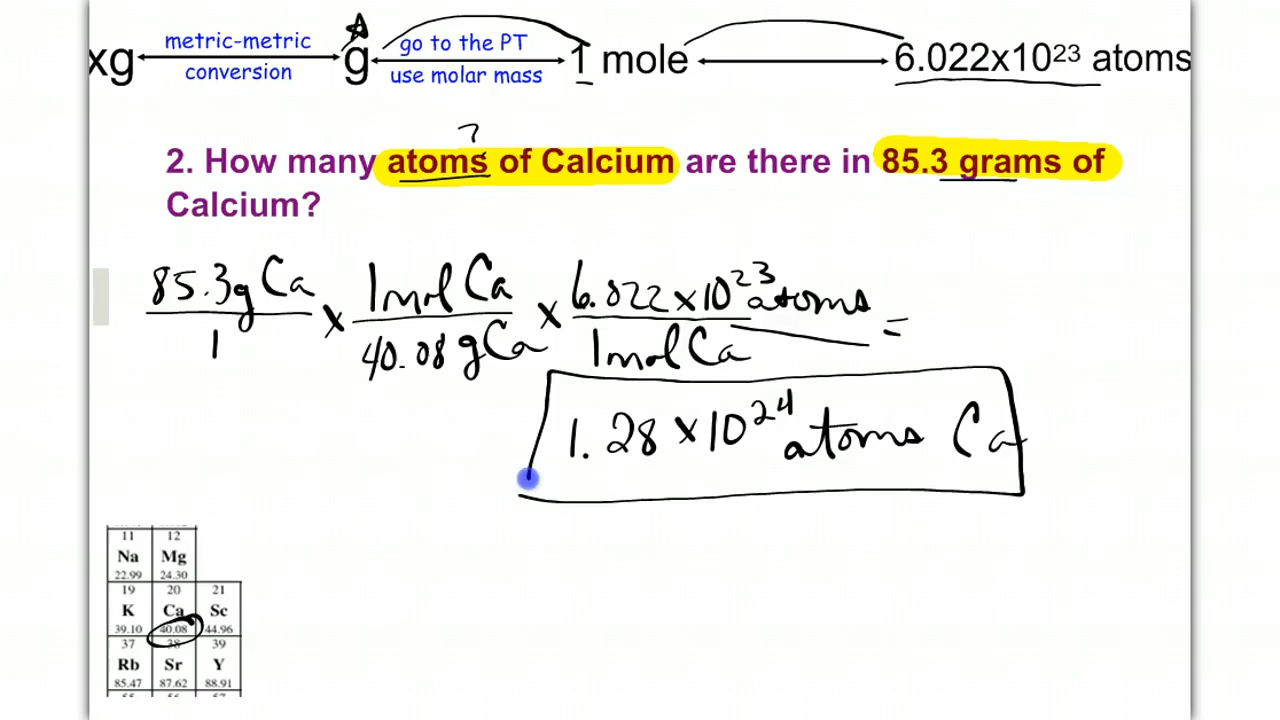 xg metric-metric conversion g go to the PT use molar mass 1 mole 6.022x10²³ atoms
?
2. How many atoms of Calcium are there in 85.3 grams of
Calcium?
85.3g Ca / 1 x 1mol Ca / 40.08 g Ca x 6.022 x 10²³ atoms / 1mol Ca =
1.28 x 10²⁴ atoms Ca
11 12
Na Mg
22.99 24.30
19 20 21
K Ca Sc
39.10 40.08 44.96
37 38 39
Rb Sr Y
85.47 87.62 88.91